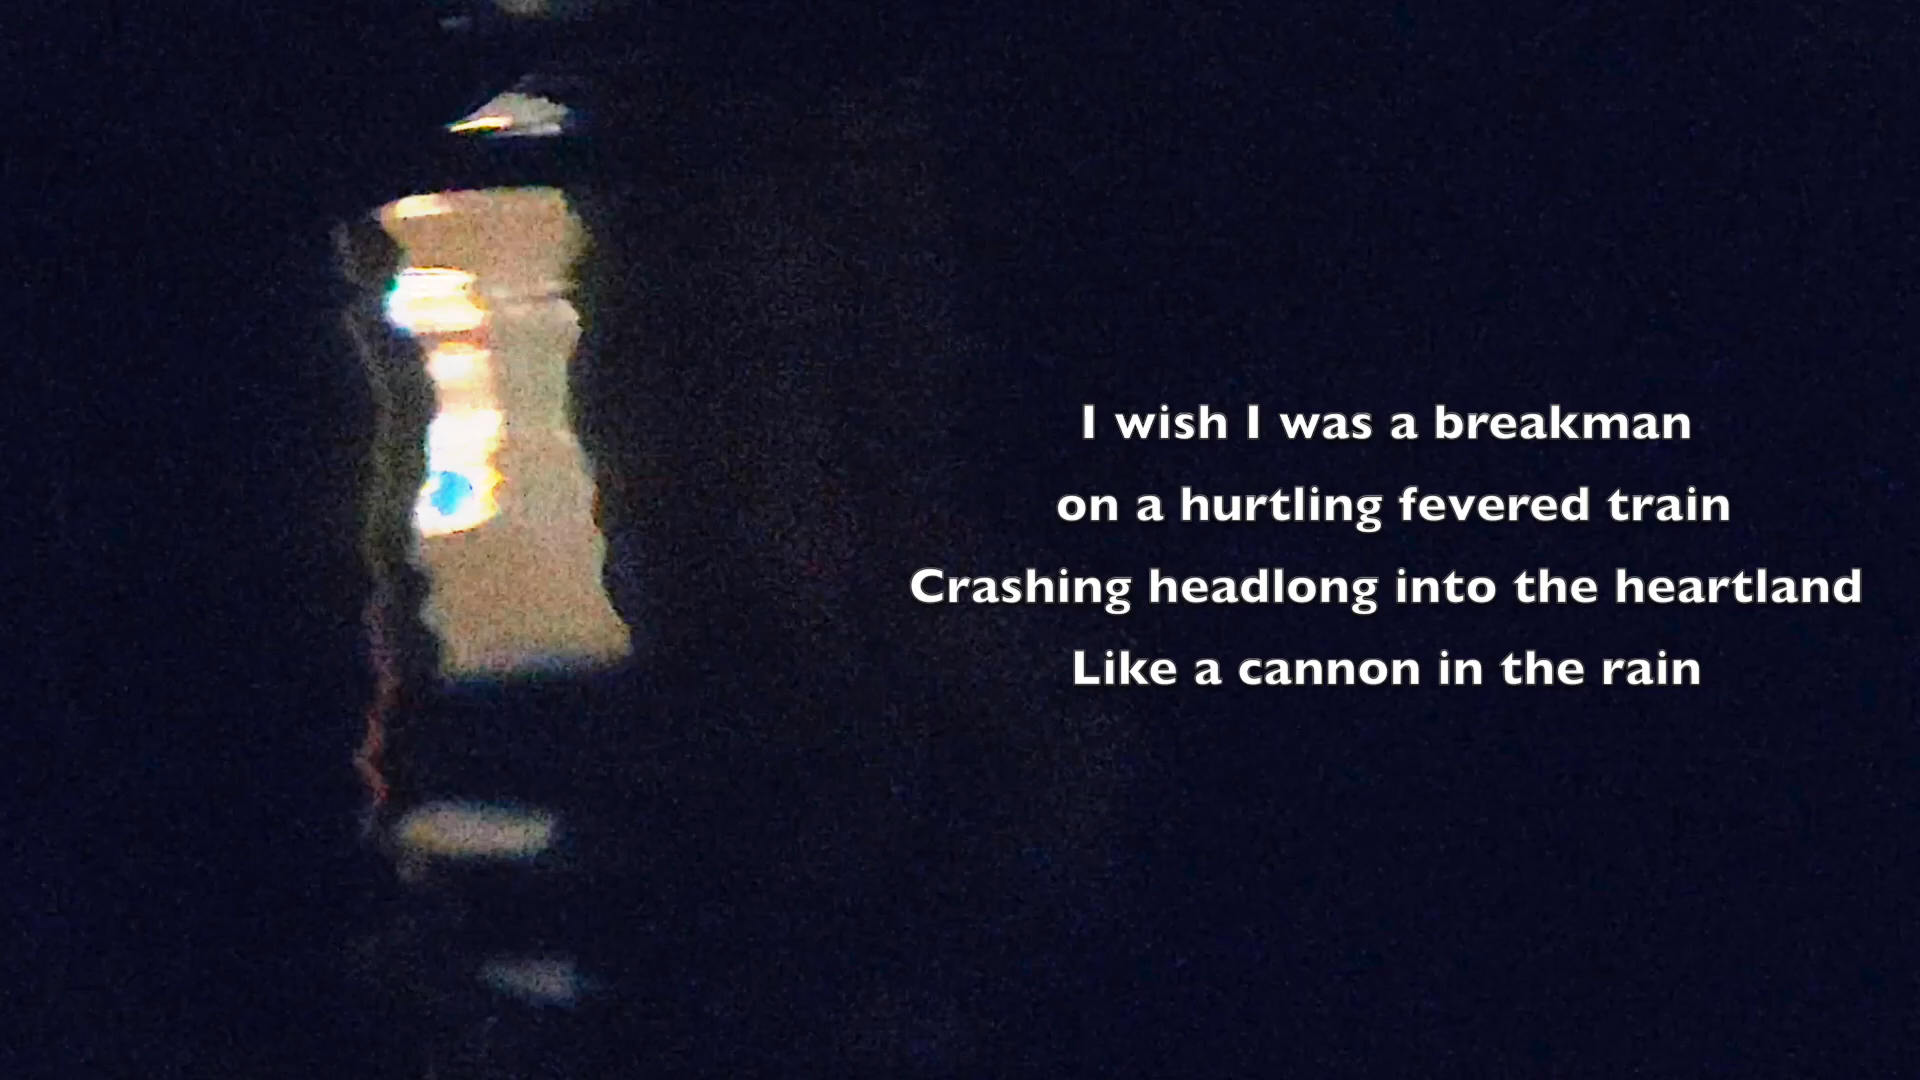 I wish I was a breakman
on a hurtling fevered train
Crashing headlong into the heartland
Like a cannon in the rain